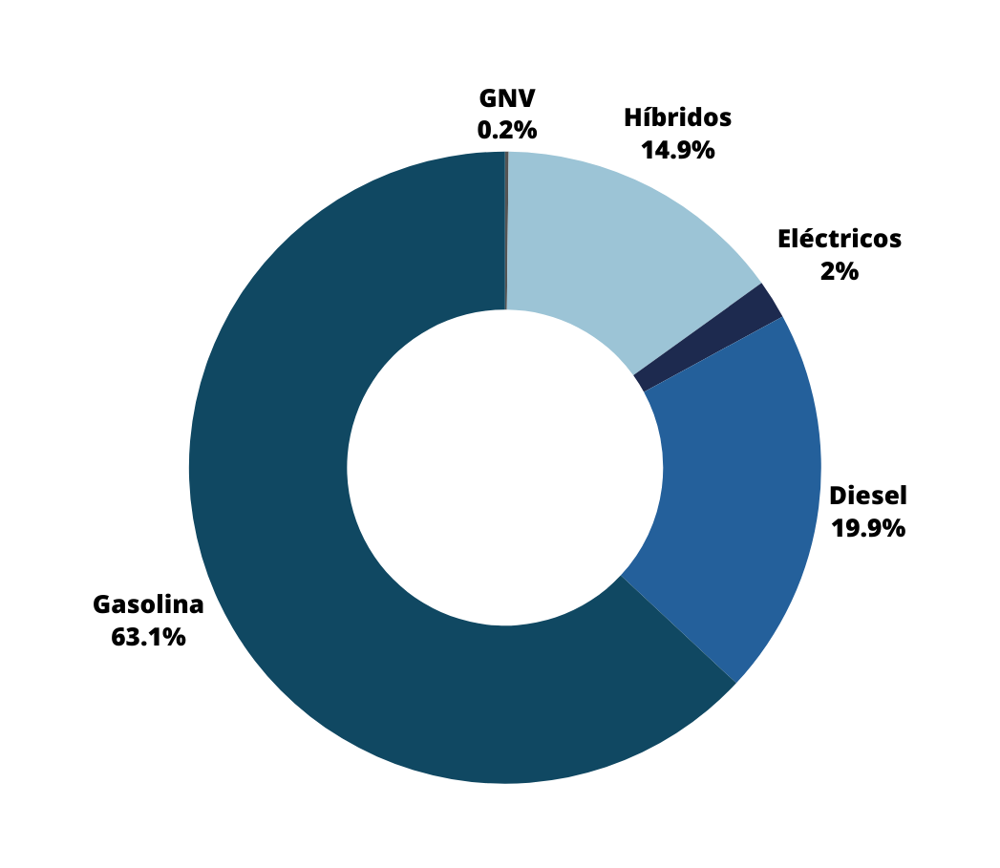 GNV
0.2%
Híbridos
14.9%
Eléctricos
2%
Diesel
19.9%
Gasolina
63.1%